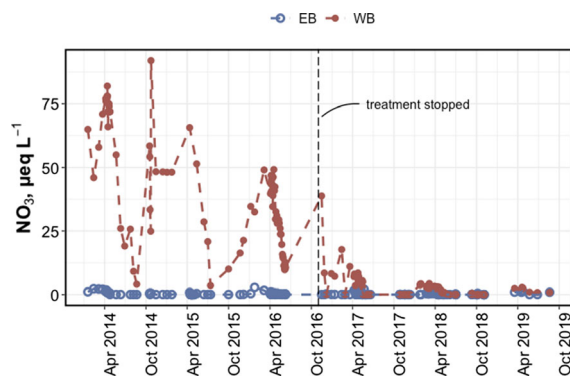 EB WB
NO3, µeq L−1
75
50
25
0
treatment stopped
Apr 2014
Oct 2014
Apr 2015
Oct 2015
Apr 2016
Oct 2016
Apr 2017
Oct 2017
Apr 2018
Oct 2018
Apr 2019
Oct 2019